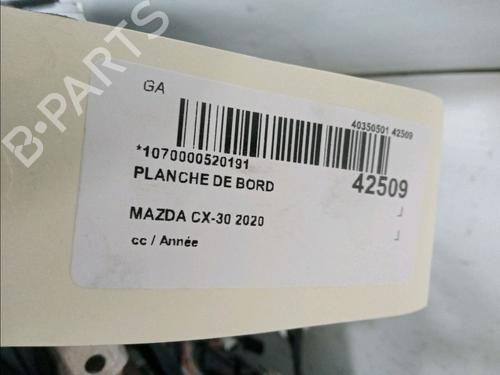 GA
40350501 42509
*1070000520191
42509
PLANCHE DE BORD
MAZDA CX-30 2020
cc / Année
B-PARTS